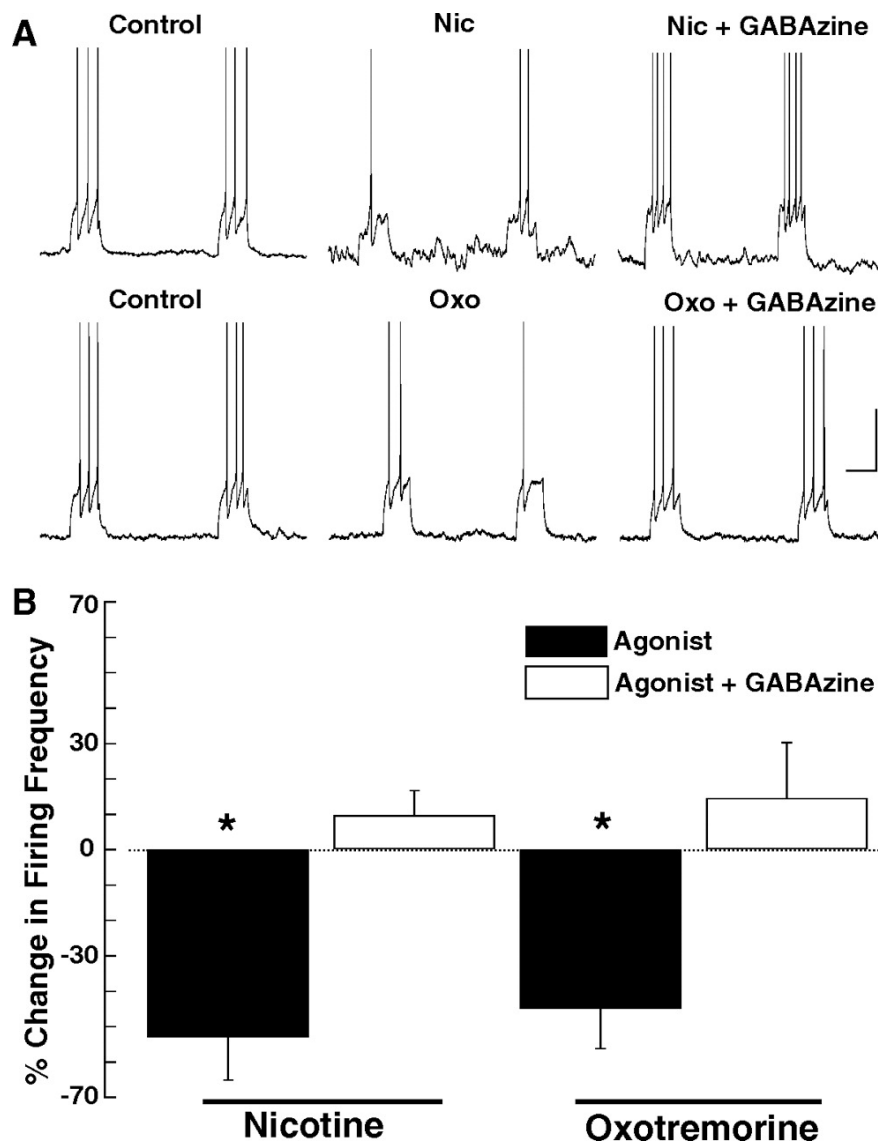 A
Control Nic Nic + GABAzine
Control Oxo Oxo + GABAzine
B
% Change in Firing Frequency
70
30
0
-30
-70
Agonist
Agonist + GABAzine
*
*
Nicotine Oxotremorine